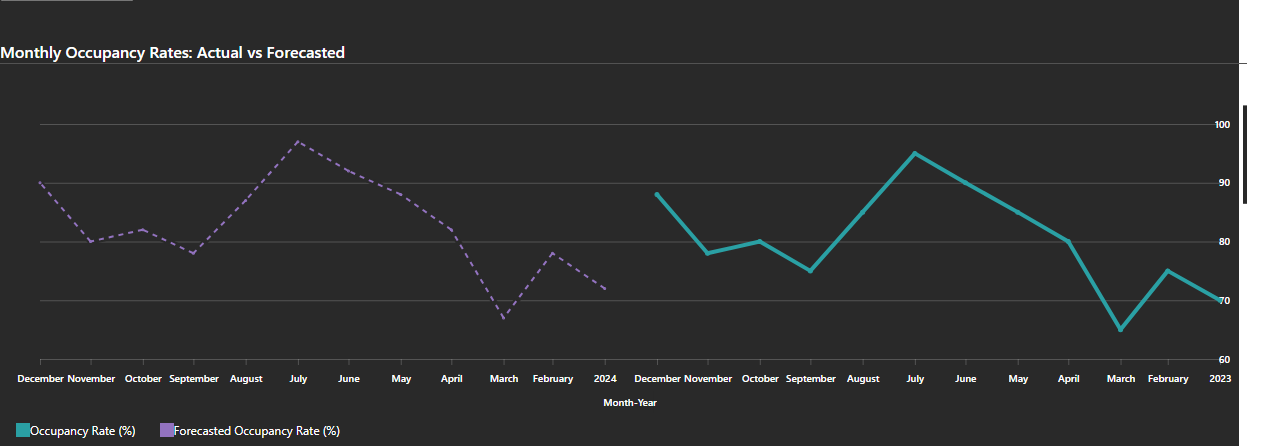 Monthly Occupancy Rates: Actual vs Forecasted
100
90
80
70
60
December November October September August July June May April March February 2024 December November October September August July June May April March February 2023
Month-Year
Occupancy Rate (%) Forecasted Occupancy Rate (%)